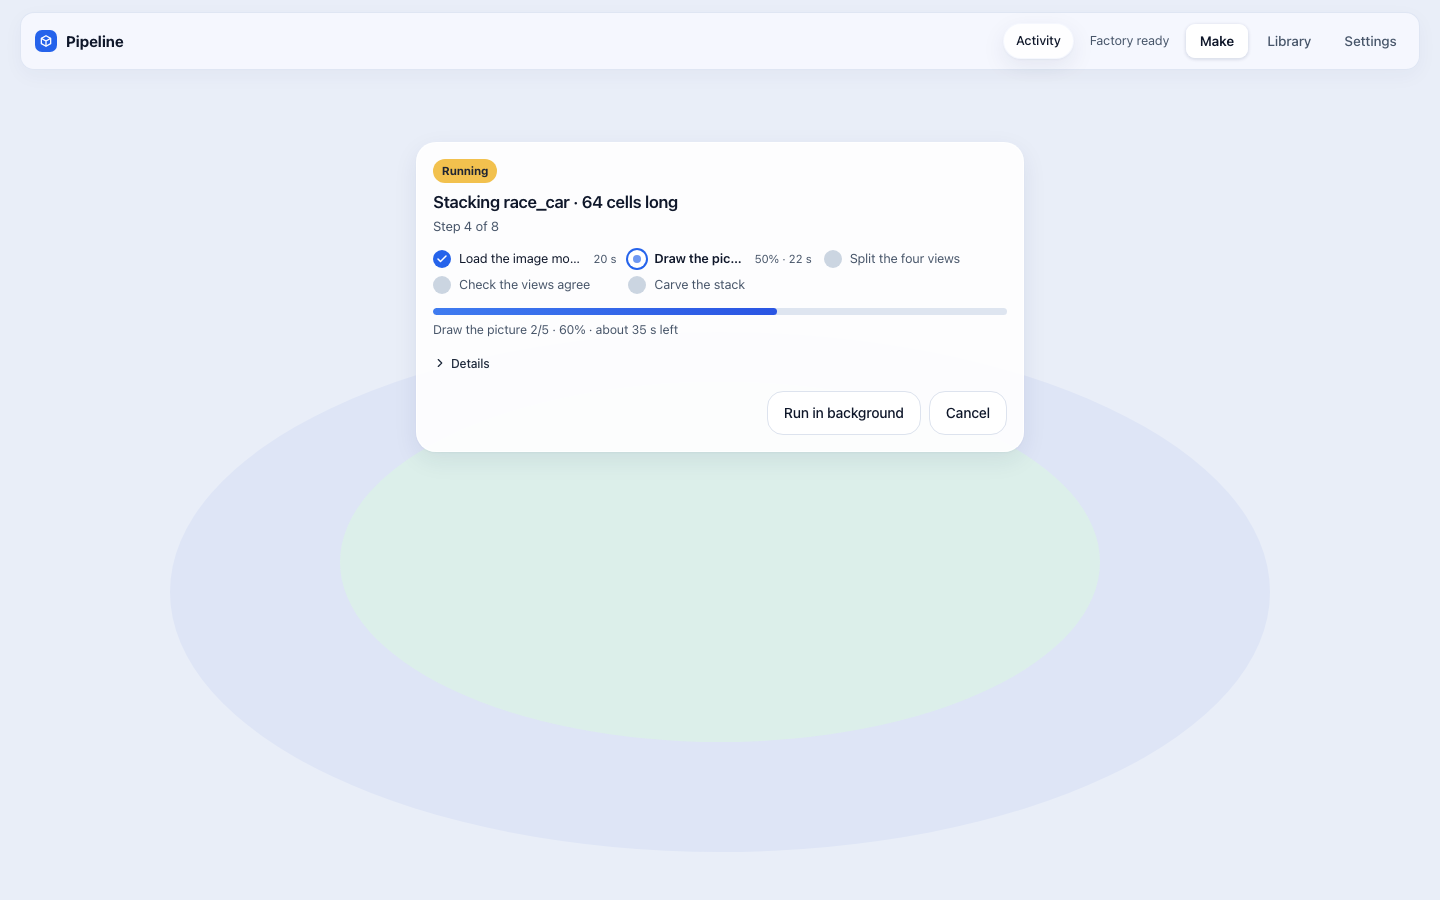 Pipeline
Activity
Factory ready
Make
Library
Settings
Running
Stacking race_car · 64 cells long
Step 4 of 8
Load the image mo... 20 s
Draw the pic... 50% · 22 s
Split the four views
Check the views agree
Carve the stack
Draw the picture 2/5 · 60% · about 35 s left
Details
Run in background
Cancel